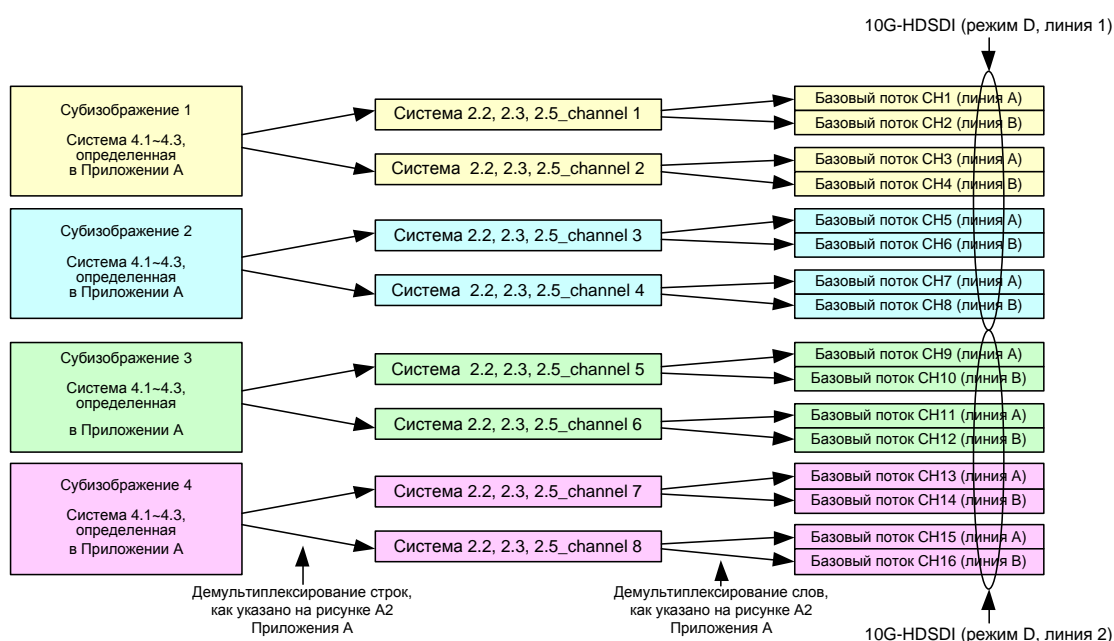 10G-HDSDI (режим D, линия 1)
Субизображение 1
Система 4.1~4.3,
определенная
в Приложении А
Система 2.2, 2.3, 2.5_channel 1
Система 2.2, 2.3, 2.5_channel 2
Базовый поток CH1 (линия A)
Базовый поток CH2 (линия B)
Базовый поток CH3 (линия A)
Базовый поток CH4 (линия B)
Субизображение 2
Система 4.1~4.3,
определенная
в Приложении А
Система 2.2, 2.3, 2.5_channel 3
Система 2.2, 2.3, 2.5_channel 4
Базовый поток CH5 (линия A)
Базовый поток CH6 (линия B)
Базовый поток CH7 (линия A)
Базовый поток CH8 (линия B)
Субизображение 3
Система 4.1~4.3,
определенная
в Приложении А
Система 2.2, 2.3, 2.5_channel 5
Система 2.2, 2.3, 2.5_channel 6
Базовый поток CH9 (линия A)
Базовый поток CH10 (линия B)
Базовый поток CH11 (линия A)
Базовый поток CH12 (линия B)
Субизображение 4
Система 4.1~4.3,
определенная
в Приложении А
Система 2.2, 2.3, 2.5_channel 7
Система 2.2, 2.3, 2.5_channel 8
Базовый поток CH13 (линия A)
Базовый поток CH14 (линия B)
Базовый поток CH15 (линия A)
Базовый поток CH16 (линия B)
Демультиплексирование строк,
как указано на рисунке А2
Приложения А
Демультиплексирование слов,
как указано на рисунке А2
Приложения А
10G-HDSDI (режим D, линия 2)